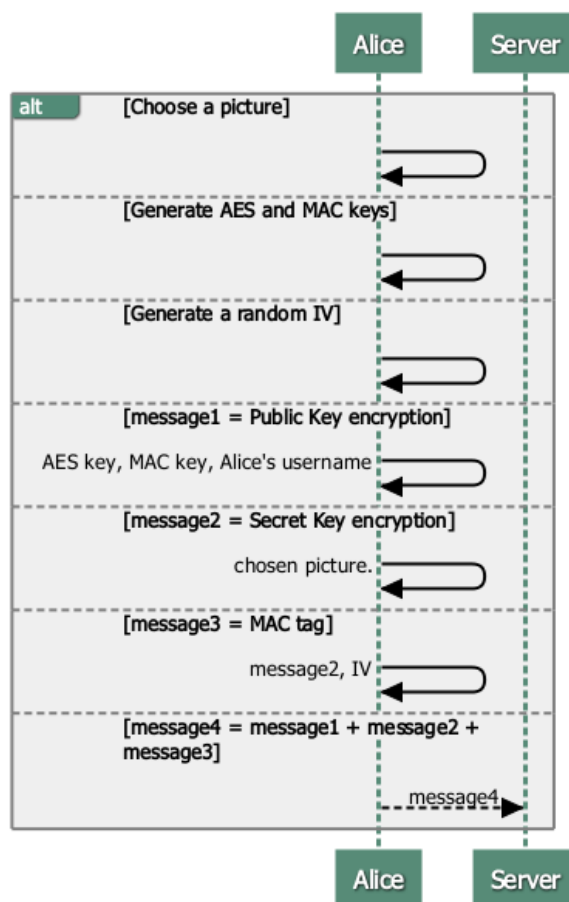 Alice Server
alt [Choose a picture]
[Generate AES and MAC keys]
[Generate a random IV]
[message1 = Public Key encryption]
AES key, MAC key, Alice's username
[message2 = Secret Key encryption]
chosen picture.
[message3 = MAC tag]
message2, IV
[message4 = message1 + message2 +
message3]
message4
Alice Server